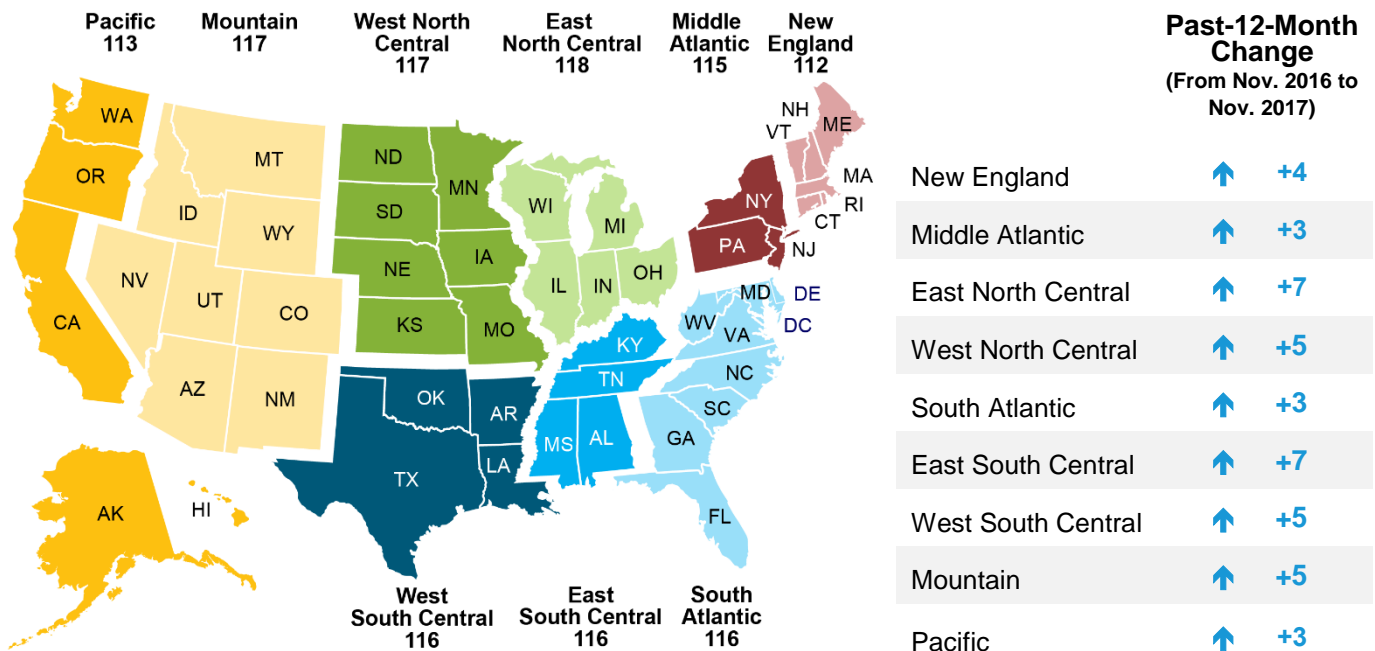 Pacific
113
Mountain
117
West North
Central
117
East
North Central
118
Middle
Atlantic
115
New
England
112
WA
OR
CA
AK
HI
MT
ID
WY
NV
UT
CO
AZ
NM
ND
SD
NE
KS
MN
IA
MO
WI
MI
IL
IN
OH
NY
PA
NJ
NH
VT
ME
MA
RI
CT
OK
AR
TX
LA
KY
TN
MS
AL
MD
DE
DC
WV
VA
NC
SC
GA
FL
West
South Central
116
East
South Central
116
South
Atlantic
116
Past-12-Month
Change
(From Nov. 2016 to
Nov. 2017)
New England +4
Middle Atlantic +3
East North Central +7
West North Central +5
South Atlantic +3
East South Central +7
West South Central +5
Mountain +5
Pacific +3